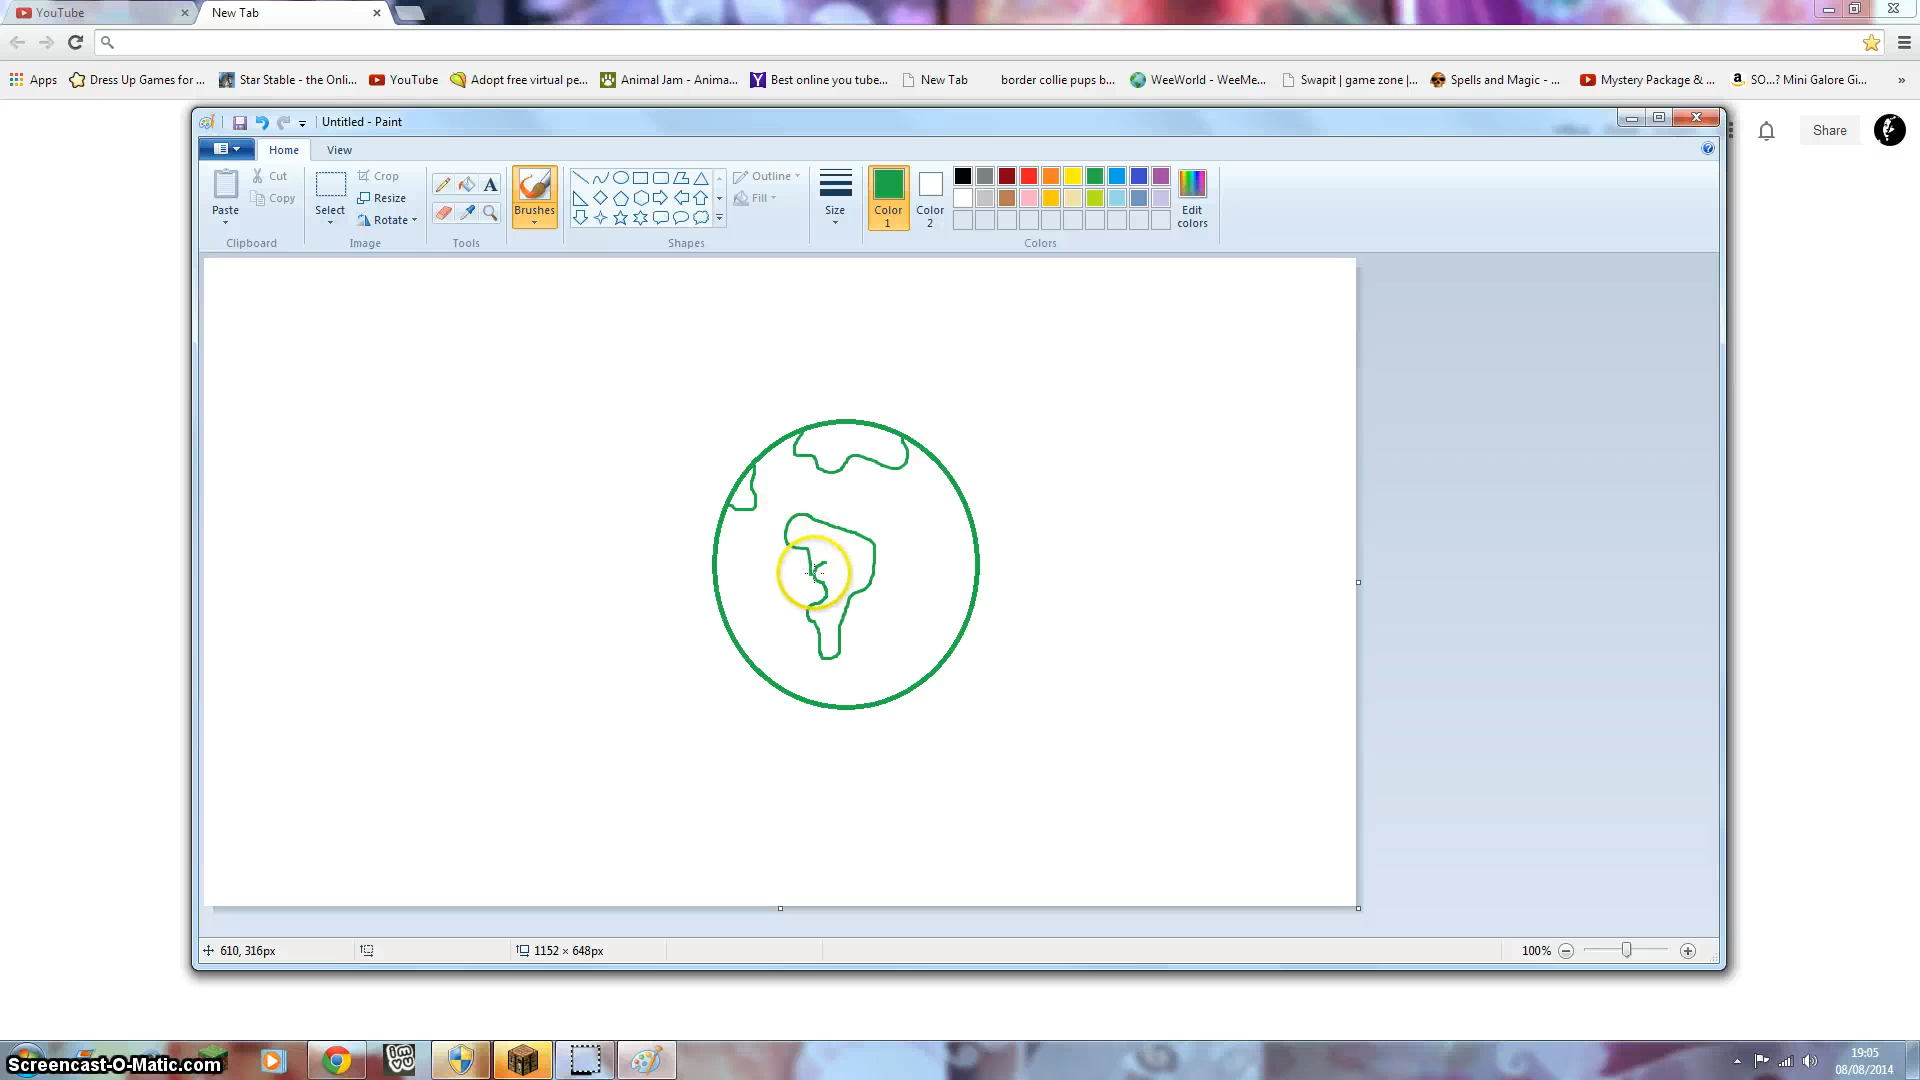 YouTube
New Tab
Apps Dress Up Games for ... Star Stable - the Onli... YouTube Adopt free virtual pe... Animal Jam - Anima... Best online you tube... New Tab border collie pups b... WeeWorld - WeeMe... Swapit | game zone |... Spells and Magic - ... Mystery Package & ... SO...? Mini Galore Gi... »
Untitled - Paint
Share
Home View
Paste
Cut
Copy
Clipboard
Select
Crop
Resize
Rotate
Image
A
Tools
Brushes
Outline
Fill
Shapes
Size
Color
1
Color
2
Edit
colors
Colors
610, 316px 1152 × 648px 100%
imvu
Screencast-O-Matic.com
19:05
08/08/2014